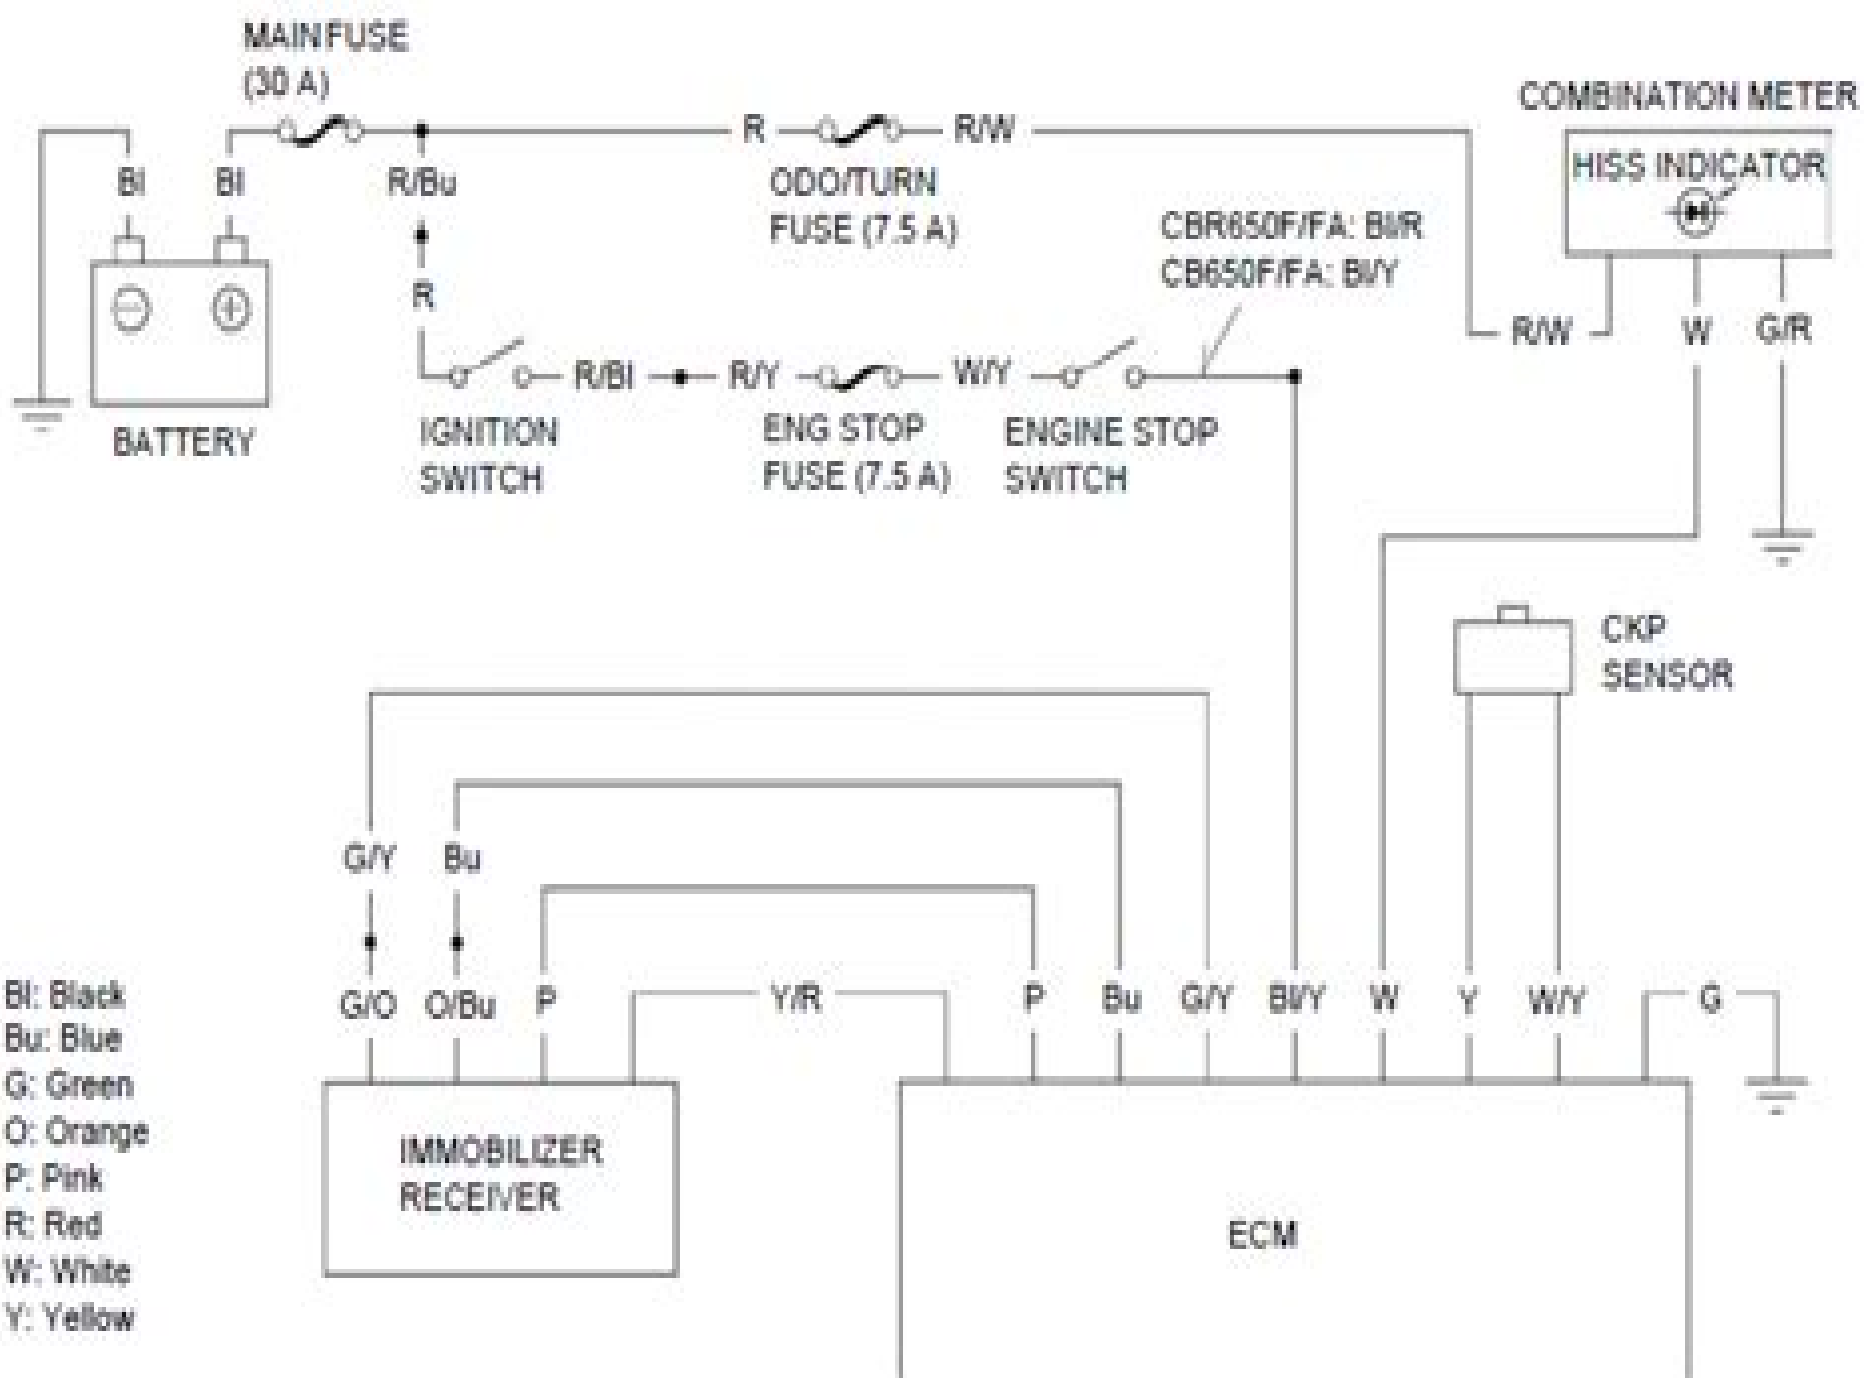 MAIN FUSE
(30 A)
COMBINATION METER
R
R/W
HISS INDICATOR
Bl
Bl
R/Bu
ODO/TURN
FUSE (7.5 A)
CBR650F/FA: Bl/R
CB650F/FA: Bl/Y
R
R/W
W
G/R
R/Bl
R/Y
W/Y
BATTERY
IGNITION
SWITCH
ENG STOP
FUSE (7.5 A)
ENGINE STOP
SWITCH
CKP
SENSOR
G/Y
Bu
G/O
O/Bu
P
Y/R
P
Bu
G/Y
Bl/Y
W
Y
W/Y
G
Bl: Black
Bu: Blue
G: Green
O: Orange
P: Pink
R: Red
W: White
Y: Yellow
IMMOBILIZER
RECEIVER
ECM